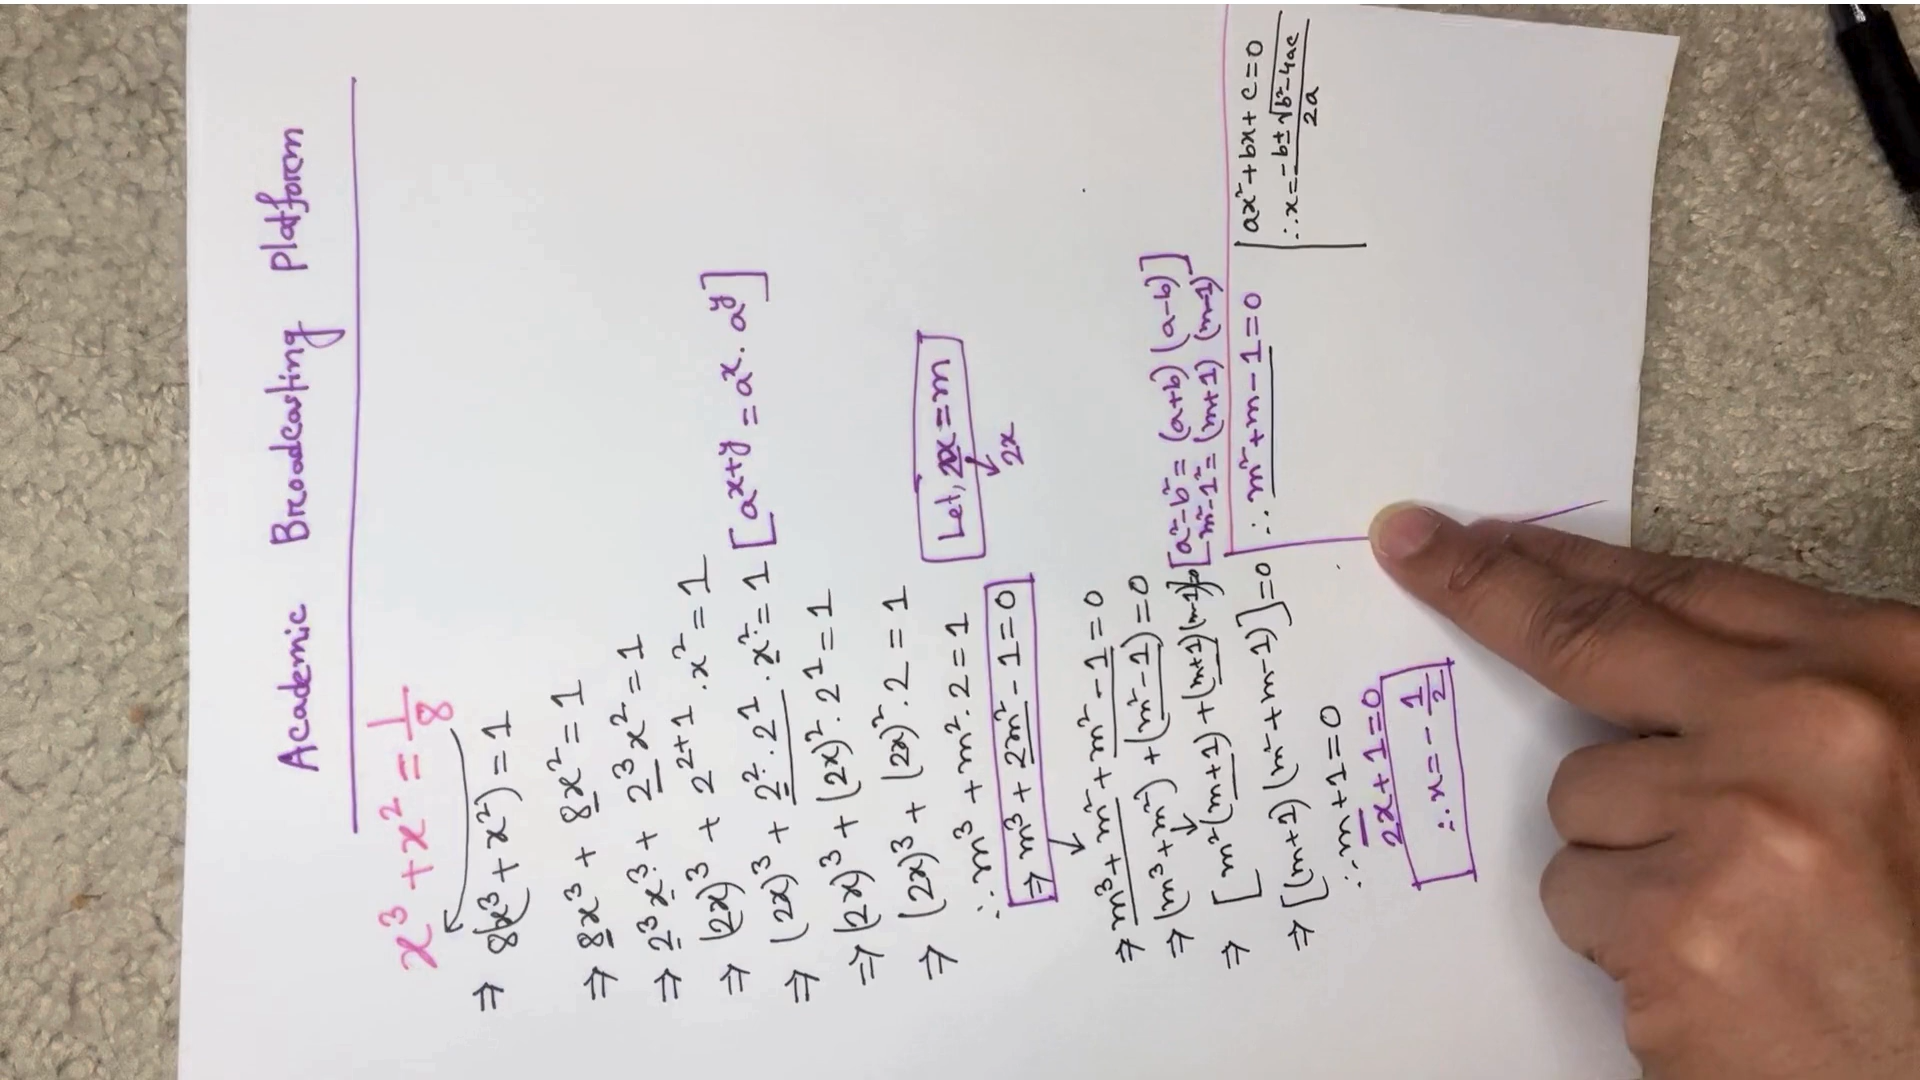 Academic Broadcasting Platform
x³ + x² = 1/8
⇒ 8(x³ + x²) = 1
⇒ 8x³ + 8x² = 1
⇒ 2³x³ + 2³x² = 1
⇒ (2x)³ + 2²⁺¹ . x² = 1
⇒ (2x)³ + 2² . 2¹ . x² = 1 [aˣ⁺ʸ = aˣ . aʸ]
⇒ (2x)³ + (2x)² . 2¹ = 1
⇒ (2x)³ + (2x)² . 2 = 1
∴ m³ + m² . 2 = 1
Let, 2x = m
2x
⇒ m³ + 2m² - 1 = 0
⇒ m³ + m² + m² - 1 = 0
⇒ (m³ + m²) + (m² - 1) = 0
⇒ [m²(m+1) + (m+1)(m-1)]=0
[a² - b² = (a+b) (a-b)]
m² - 1² = (m+1) (m-1)
⇒ [(m+1) (m² + m - 1)] = 0
∴ m + 1 = 0
2x + 1 = 0
∴ x = - 1/2
∴ m² + m - 1 = 0
ax² + bx + c = 0
∴ x = -b ± √b² - 4ac / 2a